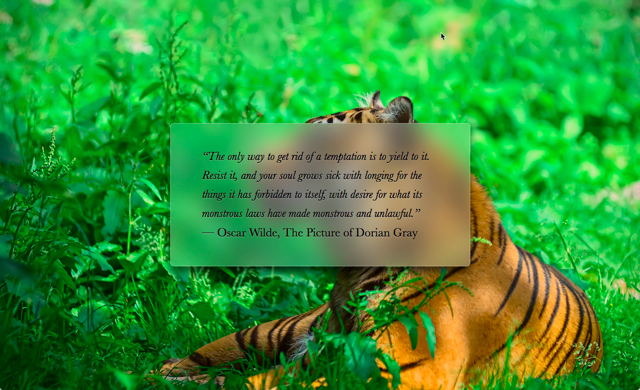 “The only way to get rid of a temptation is to yield to it.
Resist it, and your soul grows sick with longing for the
things it has forbidden to itself, with desire for what its
monstrous laws have made monstrous and unlawful.”
— Oscar Wilde, The Picture of Dorian Gray